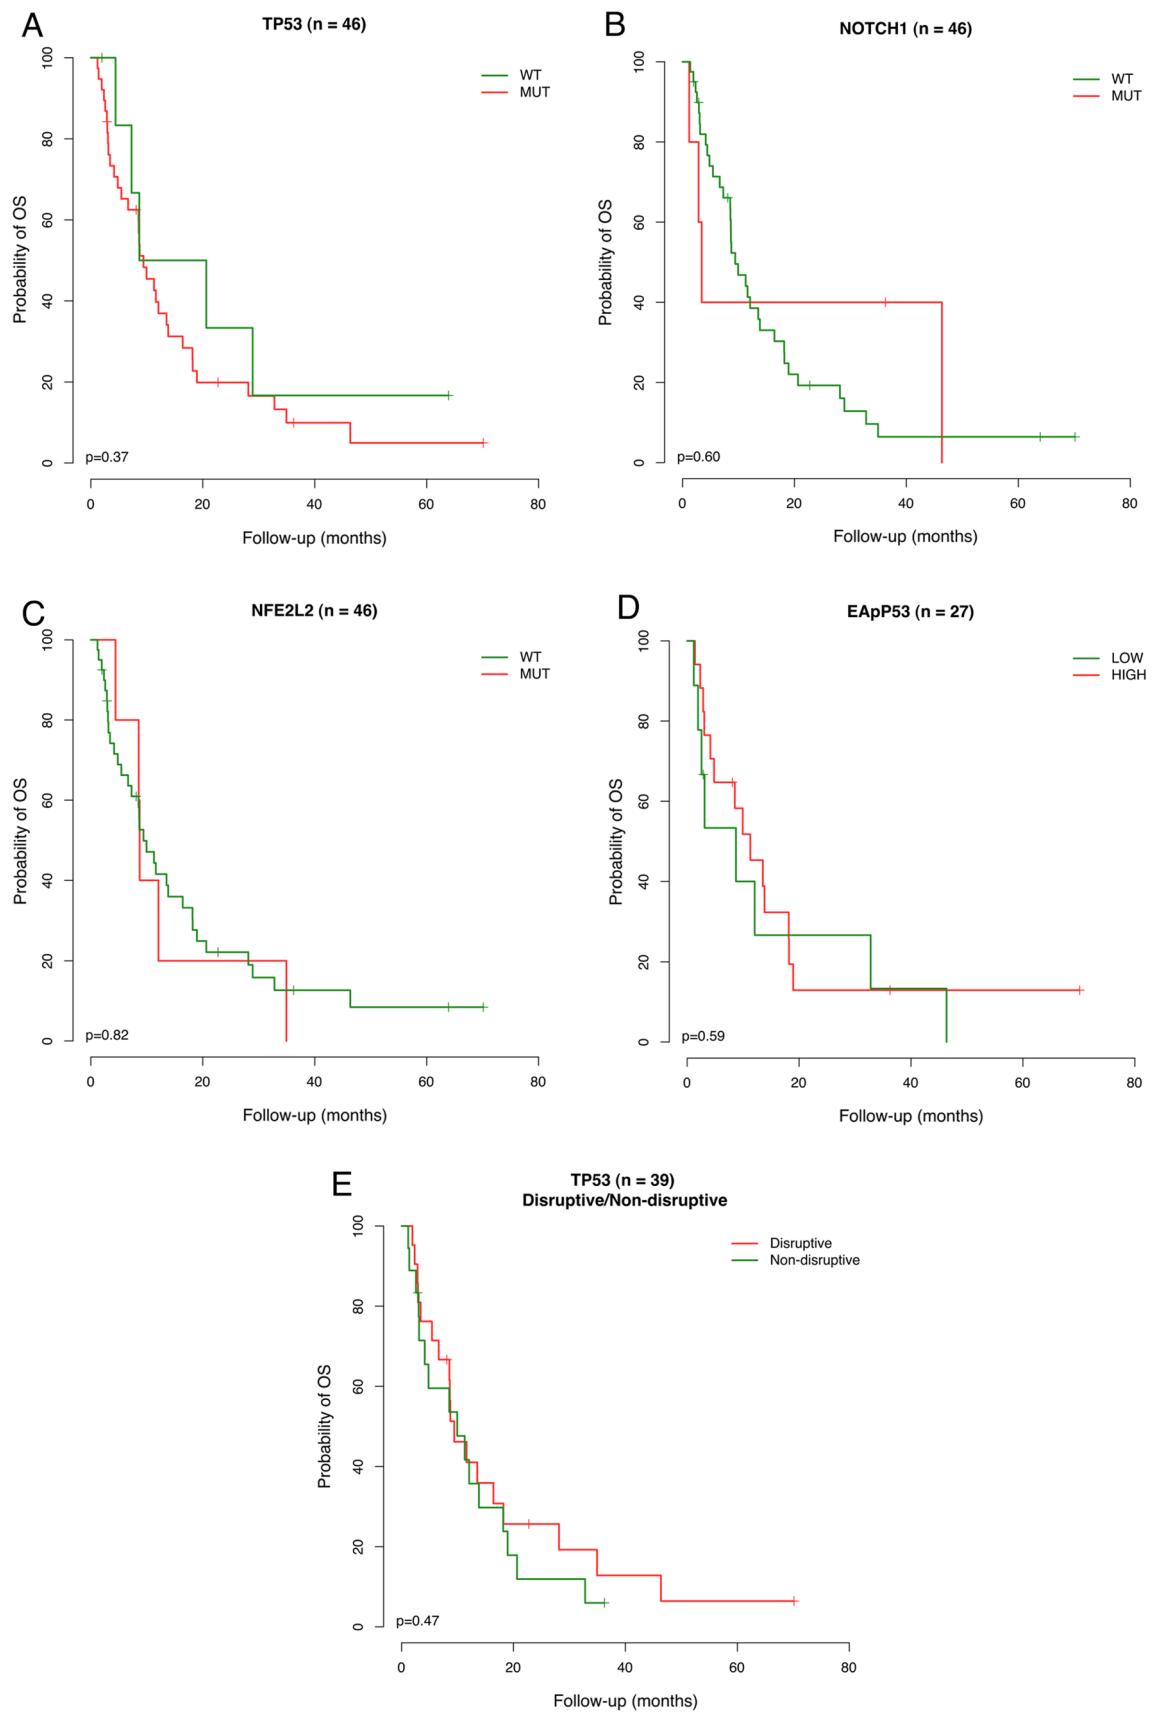 A
TP53 (n = 46)
WT
MUT
Probability of OS
100
80
60
40
20
0
p=0.37
0 20 40 60 80
Follow-up (months)
B
NOTCH1 (n = 46)
WT
MUT
Probability of OS
100
80
60
40
20
0
p=0.60
0 20 40 60 80
Follow-up (months)
C
NFE2L2 (n = 46)
WT
MUT
Probability of OS
100
80
60
40
20
0
p=0.82
0 20 40 60 80
Follow-up (months)
D
EApP53 (n = 27)
LOW
HIGH
Probability of OS
100
80
60
40
20
0
p=0.59
0 20 40 60 80
Follow-up (months)
E
TP53 (n = 39)
Disruptive/Non-disruptive
Disruptive
Non-disruptive
Probability of OS
100
80
60
40
20
0
p=0.47
0 20 40 60 80
Follow-up (months)